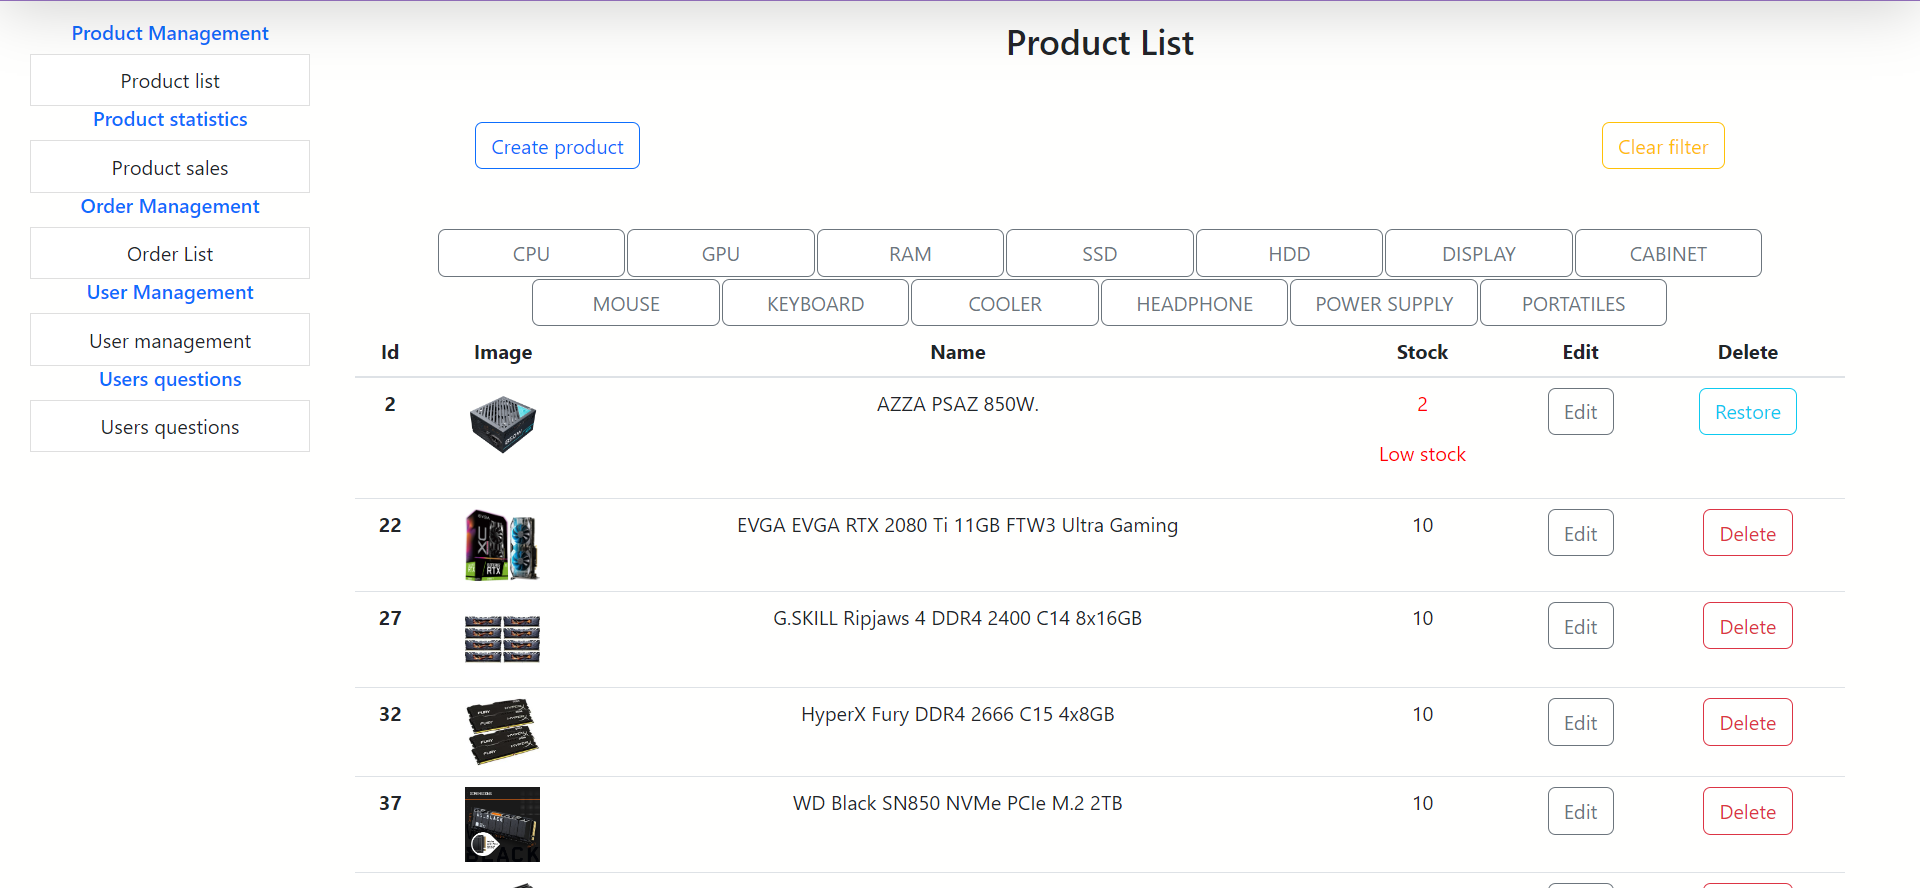 Product Management
Product list
Product statistics
Product sales
Order Management
Order List
User Management
User management
Users questions
Users questions
Product List
Create product
Clear filter
CPU GPU RAM SSD HDD DISPLAY CABINET
MOUSE KEYBOARD COOLER HEADPHONE POWER SUPPLY PORTATILES
Id Image Name Stock Edit Delete
2 AZZA PSAZ 850W. 2 Edit Restore
Low stock
22 EVGA EVGA RTX 2080 Ti 11GB FTW3 Ultra Gaming 10 Edit Delete
27 G.SKILL Ripjaws 4 DDR4 2400 C14 8x16GB 10 Edit Delete
32 HyperX Fury DDR4 2666 C15 4x8GB 10 Edit Delete
37 WD Black SN850 NVMe PCIe M.2 2TB 10 Edit Delete